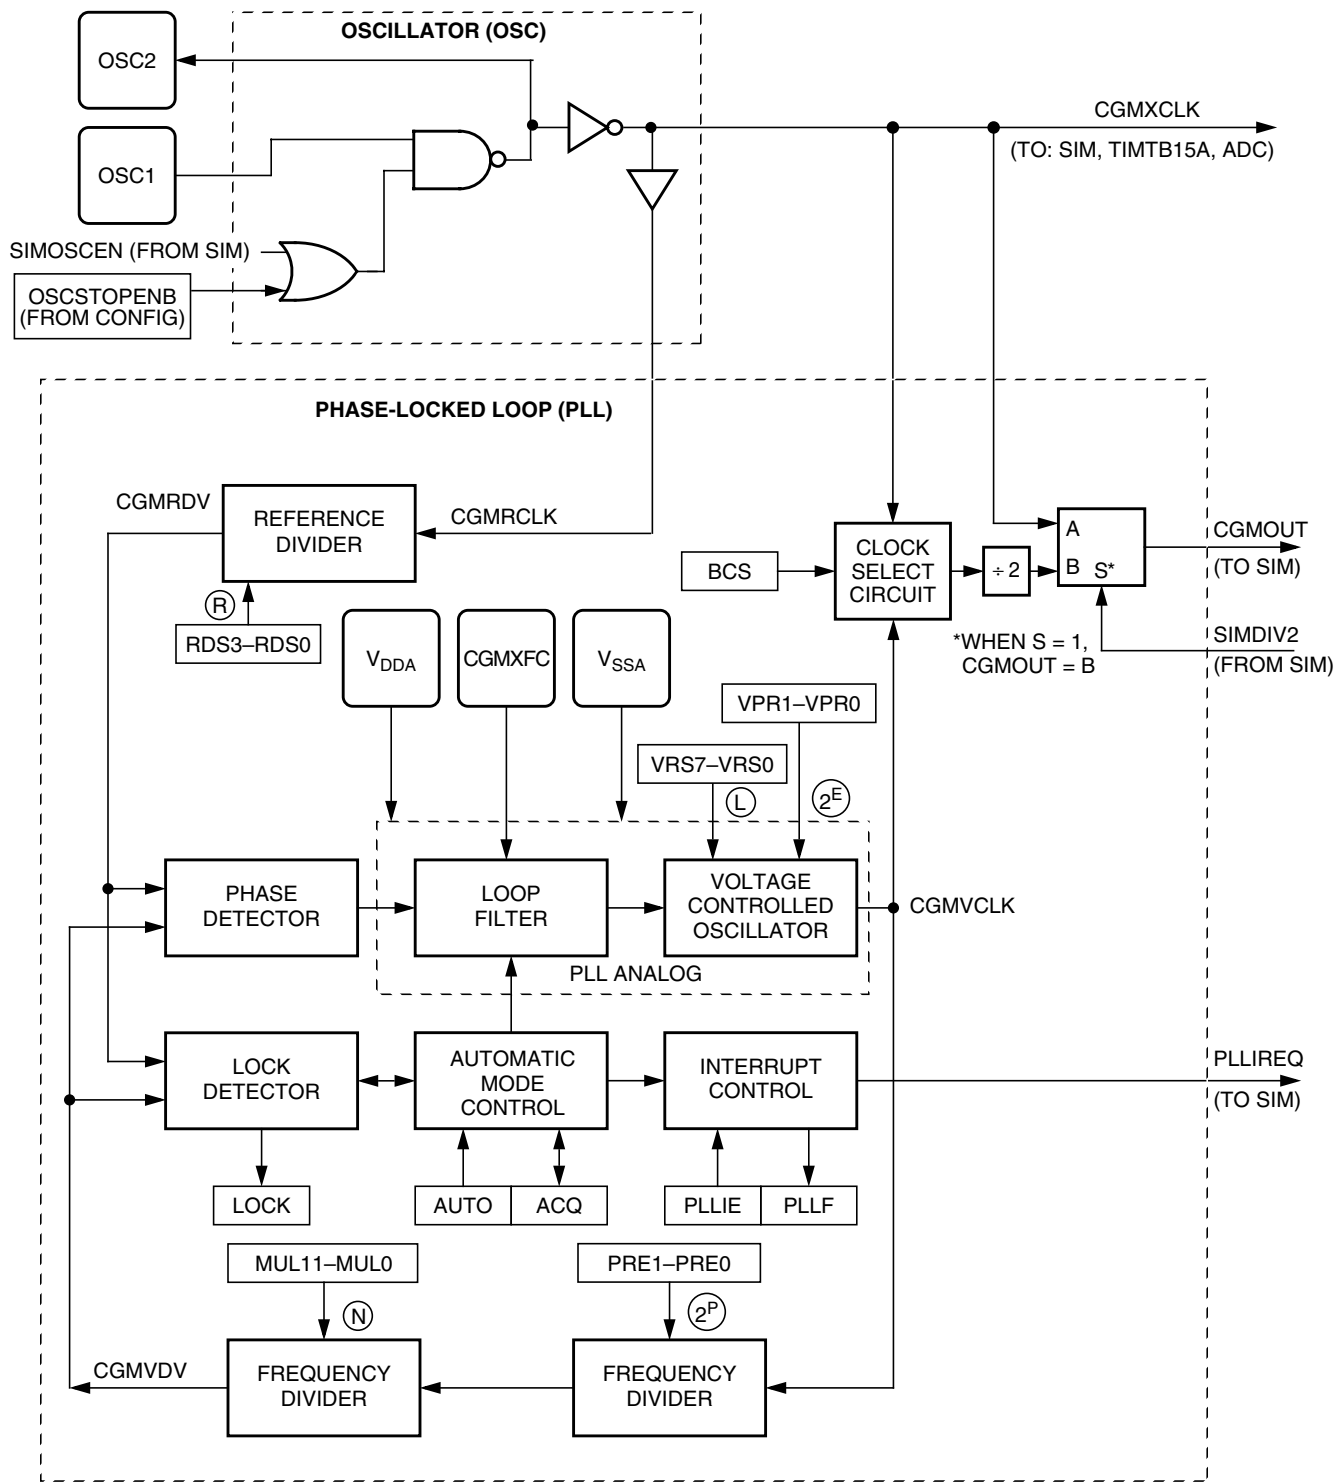 OSCILLATOR (OSC)
OSC2
OSC1
CGMXCLK
(TO: SIM, TIMTB15A, ADC)
SIMOSCEN (FROM SIM)
OSCSTOPENB
(FROM CONFIG)
PHASE-LOCKED LOOP (PLL)
CGMRDV
REFERENCE
DIVIDER
CGMRCLK
R
RDS3–RDS0
BCS
CLOCK
SELECT
CIRCUIT
÷ 2
A
B
S*
CGMOUT
(TO SIM)
SIMDIV2
(FROM SIM)
*WHEN S = 1,
CGMOUT = B
VDDA
CGMXFC
VSSA
VPR1–VPR0
VRS7–VRS0
L
2E
PHASE
DETECTOR
LOOP
FILTER
VOLTAGE
CONTROLLED
OSCILLATOR
CGMVCLK
PLL ANALOG
LOCK
DETECTOR
AUTOMATIC
MODE
CONTROL
INTERRUPT
CONTROL
PLLIREQ
(TO SIM)
LOCK
AUTO
ACQ
PLLIE
PLLF
MUL11–MUL0
PRE1–PRE0
N
2P
CGMVDV
FREQUENCY
DIVIDER
FREQUENCY
DIVIDER